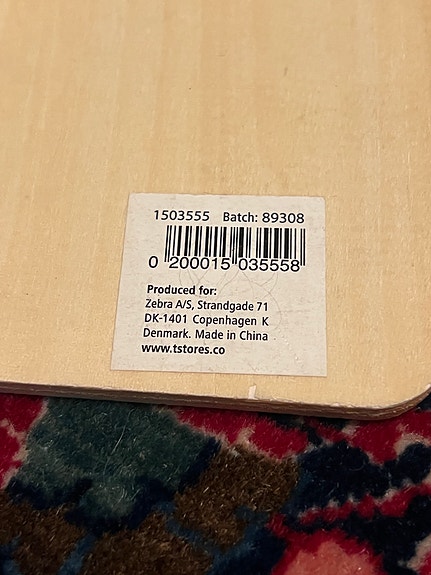 1503555 Batch: 89308
0 200015 035558
Produced for:
Zebra A/S, Strandgade 71
DK-1401 Copenhagen K
Denmark. Made in China
www.tstores.co